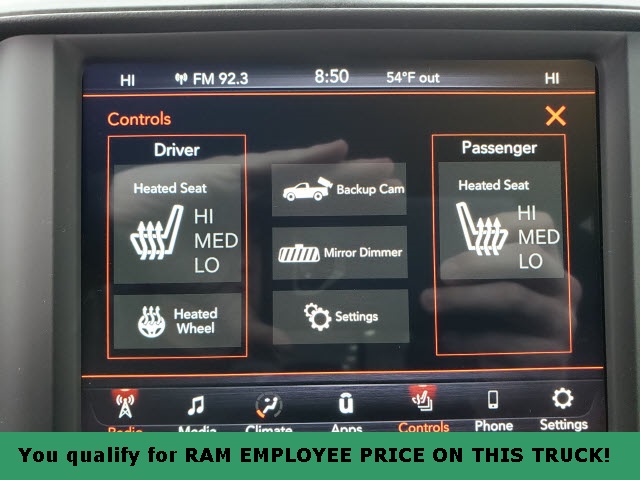 HI FM 92.3 8:50 54°F out HI
Controls
Driver
Passenger
Heated Seat
HI
MED
LO
Heated
Wheel
Backup Cam
Mirror Dimmer
Settings
Heated Seat
HI
MED
LO
Radio Media Climate Apps Controls Phone Settings
You qualify for RAM EMPLOYEE PRICE ON THIS TRUCK!